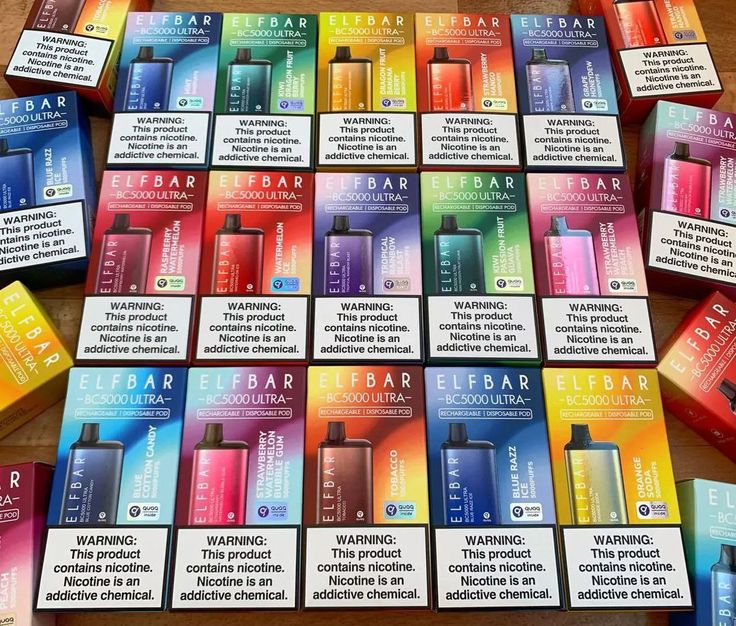 WARNING:
This product
contains nicotine.
Nicotine is an
addictive chemical.
ELFBAR
BC5000 ULTRA
RECHARGEABLE | DISPOSABLE POD
WARNING:
This product
contains nicotine.
Nicotine is an
addictive chemical.
ELFBAR
BC5000 ULTRA
RECHARGEABLE | DISPOSABLE POD
KIWI
DRAGON FRUIT
BERRY
WARNING:
This product
contains nicotine.
Nicotine is an
addictive chemical.
ELFBAR
BC5000 ULTRA
RECHARGEABLE | DISPOSABLE POD
DRAGON FRUIT
BANANA
BERRY
WARNING:
This product
contains nicotine.
Nicotine is an
addictive chemical.
ELFBAR
BC5000 ULTRA
RECHARGEABLE | DISPOSABLE POD
STRAWBERRY
MANGO
WARNING:
This product
contains nicotine.
Nicotine is an
addictive chemical.
ELFBAR
BC5000 ULTRA
RECHARGEABLE | DISPOSABLE POD
GRAPE
HONEYDEW
WARNING:
This product
contains nicotine.
Nicotine is an
addictive chemical.
WARNING:
This product
contains nicotine.
Nicotine is an
addictive chemical.
ELFBAR
BC5000 ULTRA
BLUE RAZZ
ICE
WARNING:
This product
contains nicotine.
Nicotine is an
addictive chemical.
ELFBAR
BC5000 ULTRA
RECHARGEABLE | DISPOSABLE POD
RASPBERRY
WATERMELON
5000PUFFS
WARNING:
This product
contains nicotine.
Nicotine is an
addictive chemical.
ELFBAR
BC5000 ULTRA
RECHARGEABLE | DISPOSABLE POD
WATERMELON
ICE
WARNING:
This product
contains nicotine.
Nicotine is an
addictive chemical.
ELFBAR
BC5000 ULTRA
RECHARGEABLE | DISPOSABLE POD
TROPICAL
RAINBOW
BLAST
WARNING:
This product
contains nicotine.
Nicotine is an
addictive chemical.
ELFBAR
BC5000 ULTRA
RECHARGEABLE | DISPOSABLE POD
KIWI
PASSION FRUIT
GUAVA
WARNING:
This product
contains nicotine.
Nicotine is an
addictive chemical.
ELFBAR
BC5000 ULTRA
RECHARGEABLE | DISPOSABLE POD
STRAWBERRY
WATERMELON
PEACH
WARNING:
This product
contains nicotine.
Nicotine is an
addictive chemical.
ELFBAR
BC5000 ULTRA
STRAWBERRY
WARNING:
This product
contains nicotine.
Nicotine is an
addictive chemical.
ELFBAR
BC5000 ULTRA
ELFBAR
BC5000 ULTRA
ELFBAR
BC5000 ULTRA
RECHARGEABLE | DISPOSABLE POD
ELFBAR
BLUE
COTTON CANDY
5000PUFFS
WARNING:
This product
contains nicotine.
Nicotine is an
addictive chemical.
ELFBAR
BC5000 ULTRA
RECHARGEABLE | DISPOSABLE POD
ELFBAR
STRAWBERRY
WATERMELON
BUBBLE GUM
5000PUFFS
WARNING:
This product
contains nicotine.
Nicotine is an
addictive chemical.
ELFBAR
BC5000 ULTRA
RECHARGEABLE | DISPOSABLE POD
ELFBAR
TOBACCO
5000PUFFS
WARNING:
This product
contains nicotine.
Nicotine is an
addictive chemical.
ELFBAR
BC5000 ULTRA
RECHARGEABLE | DISPOSABLE POD
ELFBAR
BLUE RAZZ
ICE
5000PUFFS
WARNING:
This product
contains nicotine.
Nicotine is an
addictive chemical.
ELFBAR
BC5000 ULTRA
RECHARGEABLE | DISPOSABLE POD
ELFBAR
ORANGE
SODA
5000PUFFS
WARNING:
This product
contains nicotine.
Nicotine is an
addictive chemical.
PEACH